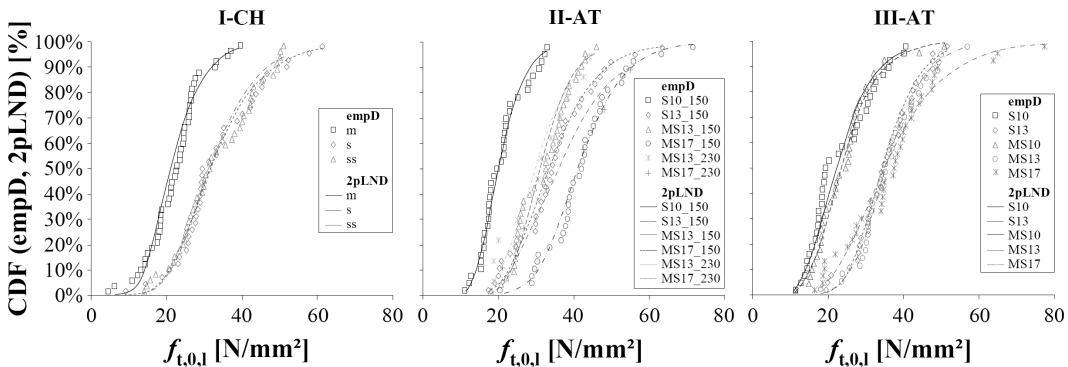 I-CH
II-AT
III-AT
CDF (empD, 2pLND) [%]
100%
90%
80%
70%
60%
50%
40%
30%
20%
10%
0%
empD
m
s
ss
2pLND
m
s
ss
0 20 40 60 80
f t,0,l [N/mm²]
empD
S10_150
S13_150
MS13_150
MS17_150
MS13_230
MS17_230
2pLND
S10_150
S13_150
MS13_150
MS17_150
MS13_230
MS17_230
0 20 40 60 80
f t,0,l [N/mm²]
empD
S10
S13
MS10
MS13
MS17
2pLND
S10
S13
MS10
MS13
MS17
0 20 40 60 80
f t,0,l [N/mm²]